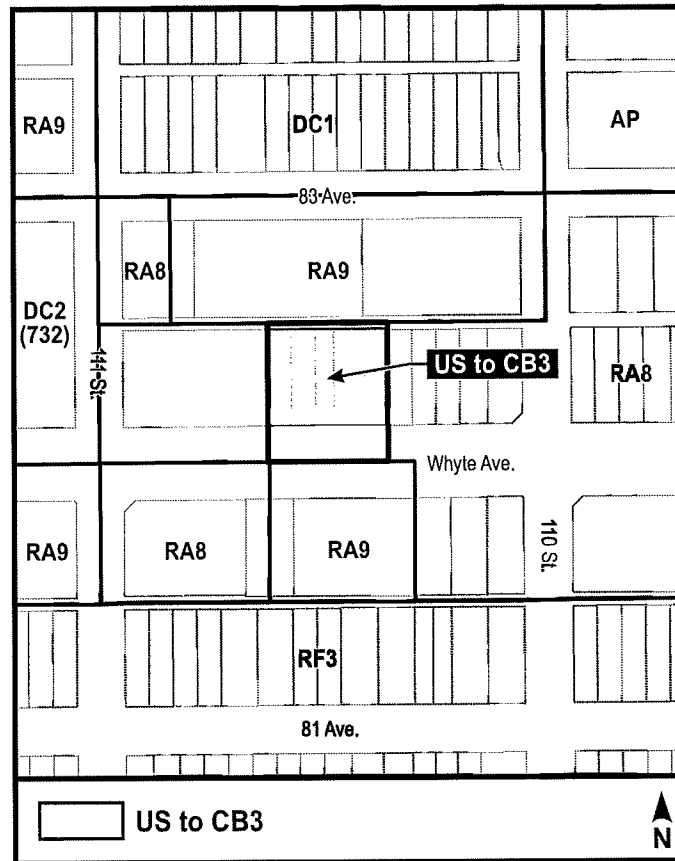 RA9
DC1
AP
83 Ave.
RA8
RA9
DC2
(732)
111 St.
US to CB3
RA8
Whyte Ave.
RA9
RA8
RA9
110 St.
RF3
81 Ave.
US to CB3
N